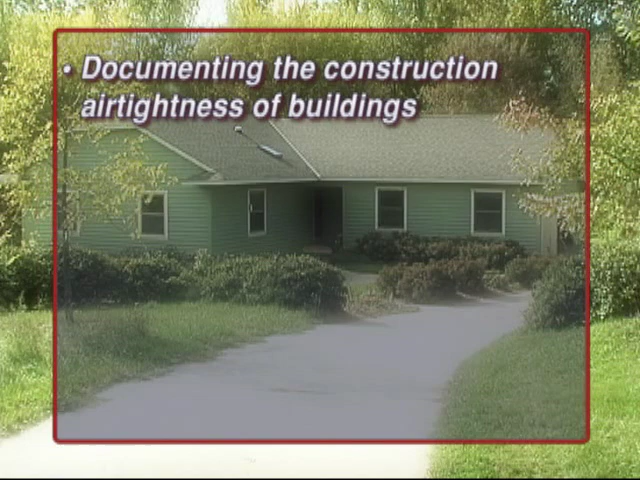 • Documenting the construction
airtightness of buildings